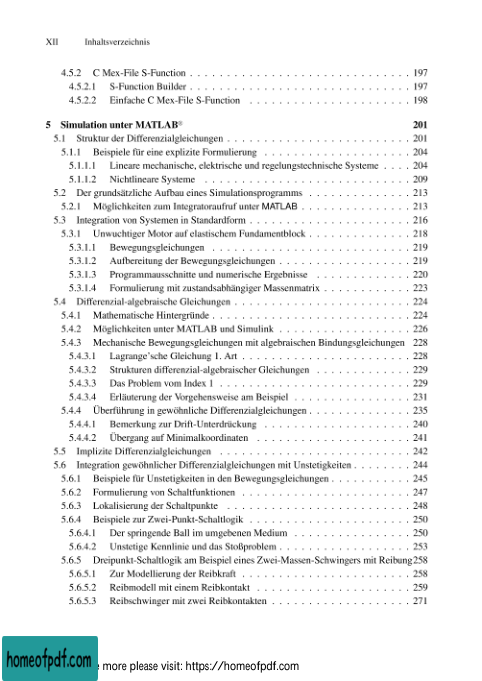 XII Inhaltsverzeichnis
4.5.2 C Mex-File S-Function . . . . . . . . . . . . . . . . . . . . . . . . . . . . . . 197
4.5.2.1 S-Function Builder . . . . . . . . . . . . . . . . . . . . . . . . . . . . . . 197
4.5.2.2 Einfache C Mex-File S-Function . . . . . . . . . . . . . . . . . . . . . . 198
5 Simulation unter MATLAB® 201
5.1 Struktur der Differenzialgleichungen . . . . . . . . . . . . . . . . . . . . . . . . . 201
5.1.1 Beispiele für eine explizite Formulierung . . . . . . . . . . . . . . . . . . . . 204
5.1.1.1 Lineare mechanische, elektrische und regelungstechnische Systeme . . . . 204
5.1.1.2 Nichtlineare Systeme . . . . . . . . . . . . . . . . . . . . . . . . . . . . 209
5.2 Der grundsätzliche Aufbau eines Simulationsprogramms . . . . . . . . . . . . . . 213
5.2.1 Möglichkeiten zum Integratoraufruf unter MATLAB . . . . . . . . . . . . . . . 213
5.3 Integration von Systemen in Standardform . . . . . . . . . . . . . . . . . . . . . . 216
5.3.1 Unwuchtiger Motor auf elastischem Fundamentblock . . . . . . . . . . . . . . 218
5.3.1.1 Bewegungsgleichungen . . . . . . . . . . . . . . . . . . . . . . . . . . . 219
5.3.1.2 Aufbereitung der Bewegungsgleichungen . . . . . . . . . . . . . . . . . . 219
5.3.1.3 Programmausschnitte und numerische Ergebnisse . . . . . . . . . . . . . 220
5.3.1.4 Formulierung mit zustandsabhängiger Massenmatrix . . . . . . . . . . . . 223
5.4 Differenzial-algebraische Gleichungen . . . . . . . . . . . . . . . . . . . . . . . . 224
5.4.1 Mathematische Hintergründe . . . . . . . . . . . . . . . . . . . . . . . . . . . 224
5.4.2 Möglichkeiten unter MATLAB und Simulink . . . . . . . . . . . . . . . . . . 226
5.4.3 Mechanische Bewegungsgleichungen mit algebraischen Bindungsgleichungen 228
5.4.3.1 Lagrange'sche Gleichung 1. Art . . . . . . . . . . . . . . . . . . . . . . . 228
5.4.3.2 Strukturen differenzial-algebraischer Gleichungen . . . . . . . . . . . . . 229
5.4.3.3 Das Problem vom Index 1 . . . . . . . . . . . . . . . . . . . . . . . . . . 229
5.4.3.4 Erläuterung der Vorgehensweise am Beispiel . . . . . . . . . . . . . . . . 231
5.4.4 Überführung in gewöhnliche Differenzialgleichungen . . . . . . . . . . . . . . 235
5.4.4.1 Bemerkung zur Drift-Unterdrückung . . . . . . . . . . . . . . . . . . . . 240
5.4.4.2 Übergang auf Minimalkoordinaten . . . . . . . . . . . . . . . . . . . . . 241
5.5 Implizite Differenzialgleichungen . . . . . . . . . . . . . . . . . . . . . . . . . . 242
5.6 Integration gewöhnlicher Differenzialgleichungen mit Unstetigkeiten . . . . . . . . 244
5.6.1 Beispiele für Unstetigkeiten in den Bewegungsgleichungen . . . . . . . . . . . 245
5.6.2 Formulierung von Schaltfunktionen . . . . . . . . . . . . . . . . . . . . . . . 247
5.6.3 Lokalisierung der Schaltpunkte . . . . . . . . . . . . . . . . . . . . . . . . . 248
5.6.4 Beispiele zur Zwei-Punkt-Schaltlogik . . . . . . . . . . . . . . . . . . . . . . 250
5.6.4.1 Der springende Ball im umgebenen Medium . . . . . . . . . . . . . . . . 250
5.6.4.2 Unstetige Kennlinie und das Stoßproblem . . . . . . . . . . . . . . . . . . 253
5.6.5 Dreipunkt-Schaltlogik am Beispiel eines Zwei-Massen-Schwingers mit Reibung258
5.6.5.1 Zur Modellierung der Reibkraft . . . . . . . . . . . . . . . . . . . . . . . 258
5.6.5.2 Reibmodell mit einem Reibkontakt . . . . . . . . . . . . . . . . . . . . . 259
5.6.5.3 Reibschwinger mit zwei Reibkontakten . . . . . . . . . . . . . . . . . . . 271
homeofpdf.com more please visit: https://homeofpdf.com